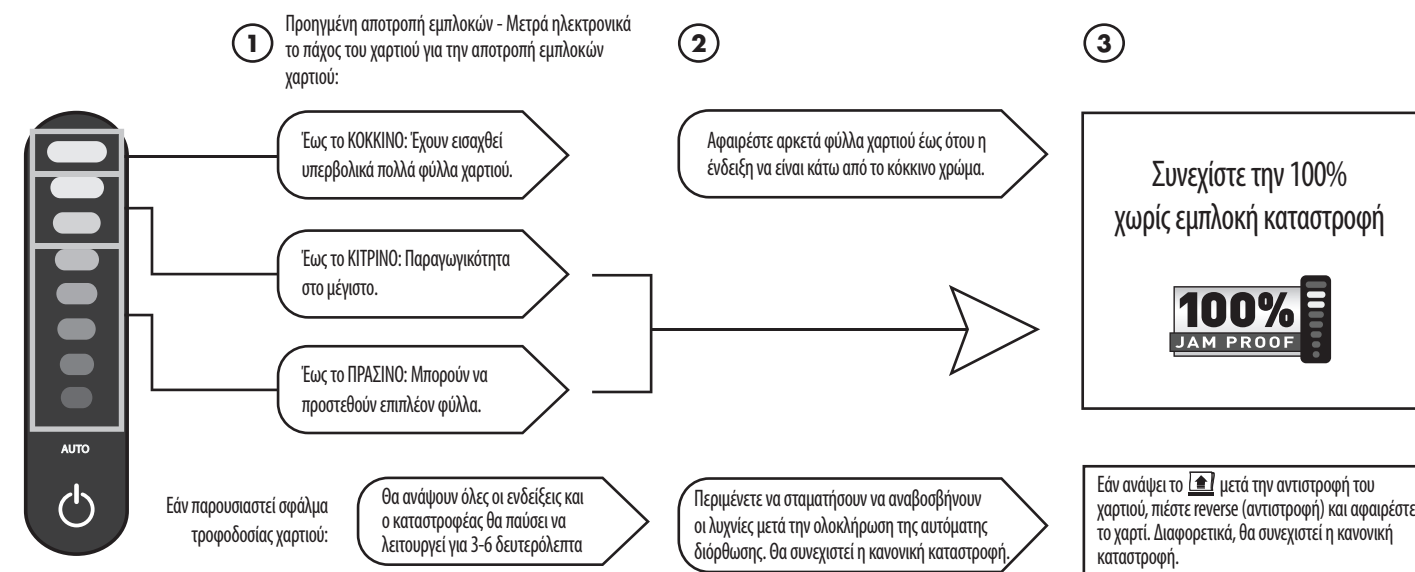 1
Προηγμένη αποτροπή εμπλοκών - Μετρά ηλεκτρονικά
το πάχος του χαρτιού για την αποτροπή εμπλοκών
χαρτιού:
2
3
Έως το ΚΟΚΚΙΝΟ: Έχουν εισαχθεί
υπερβολικά πολλά φύλλα χαρτιού.
Αφαιρέστε αρκετά φύλλα χαρτιού έως ότου η
ένδειξη να είναι κάτω από το κόκκινο χρώμα.
Συνεχίστε την 100%
χωρίς εμπλοκή καταστροφή
100%
JAM PROOF
Έως το ΚΙΤΡΙΝΟ: Παραγωγικότητα
στο μέγιστο.
Έως το ΠΡΑΣΙΝΟ: Μπορούν να
προστεθούν επιπλέον φύλλα.
AUTO
Εάν παρουσιαστεί σφάλμα
τροφοδοσίας χαρτιού:
Θα ανάψουν όλες οι ενδείξεις και
ο καταστροφέας θα παύσει να
λειτουργεί για 3-6 δευτερόλεπτα
Περιμένετε να σταματήσουν να αναβοσβήνουν
οι λυχνίες μετά την ολοκλήρωση της αυτόματης
διόρθωσης. Θα συνεχιστεί η κανονική καταστροφή.
Εάν ανάψει το μετά την αντιστροφή του
χαρτιού, πιέστε reverse (αντιστροφή) και αφαιρέστε
το χαρτί. Διαφορετικά, θα συνεχιστεί η κανονική
καταστροφή.